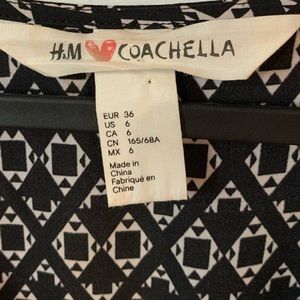 H&M COACHELLA
EUR 36
US 6
CA 6
CN 165/68A
MX 6
Made in
China
Fabriqué en
Chine